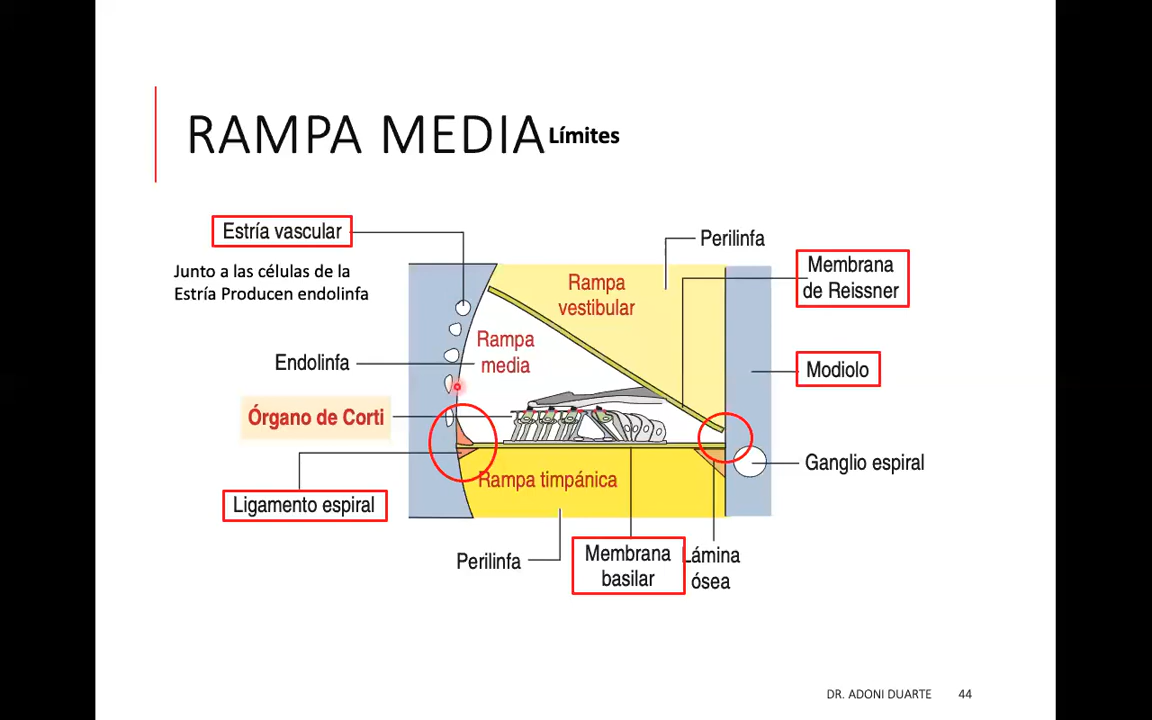 RAMPA MEDIA Límites
Estría vascular
Junto a las células de la
Estría Producen endolinfa
Perilinfa
Membrana
de Reissner
Rampa
vestibular
Rampa
media
Endolinfa
Modiolo
Órgano de Corti
Ganglio espiral
Rampa timpánica
Ligamento espiral
Perilinfa
Membrana
basilar
Lámina
ósea
DR. ADONI DUARTE 44